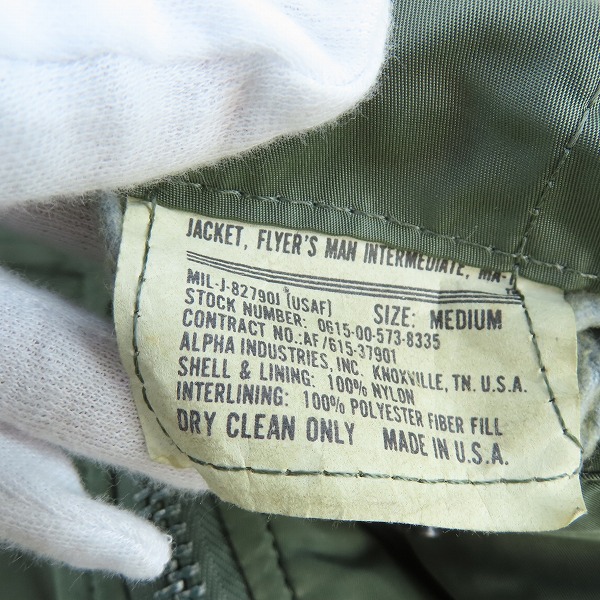 JACKET, FLYER'S MAN INTERMEDIATE, MA-1
MIL-J-82790J (USAF) SIZE: MEDIUM
STOCK NUMBER: 0615-00-573-8335
CONTRACT NO.: AF/615-37901
ALPHA INDUSTRIES, INC. KNOXVILLE, TN. U.S.A.
SHELL & LINING: 100% NYLON
INTERLINING: 100% POLYESTER FIBER FILL
DRY CLEAN ONLY MADE IN U.S.A.